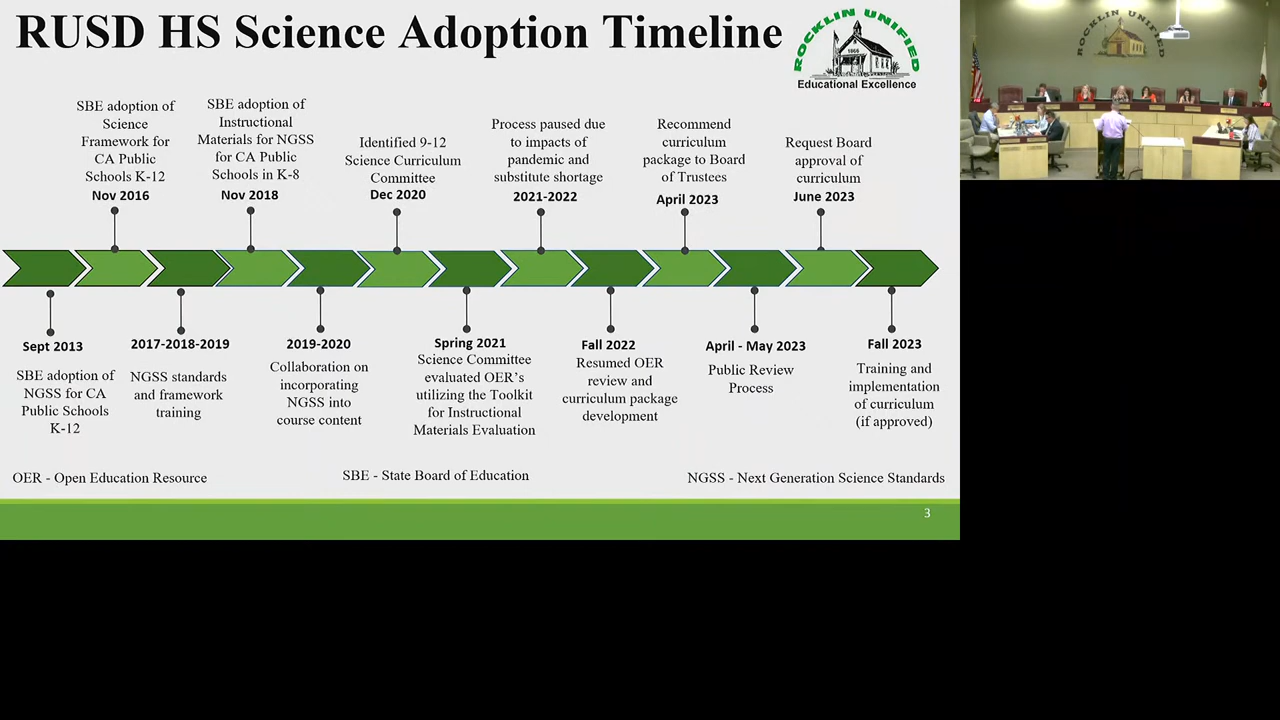 RUSD HS Science Adoption Timeline
ROCKLIN UNIFIED
1866
Educational Excellence
SBE adoption of
Science
Framework for
CA Public
Schools K-12
Nov 2016
SBE adoption of
Instructional
Materials for NGSS
for CA Public
Schools in K-8
Nov 2018
Identified 9-12
Science Curriculum
Committee
Dec 2020
Process paused due
to impacts of
pandemic and
substitute shortage
2021-2022
Recommend
curriculum
package to Board
of Trustees
April 2023
Request Board
approval of
curriculum
June 2023
Sept 2013
SBE adoption of
NGSS for CA
Public Schools
K-12
2017-2018-2019
NGSS standards
and framework
training
2019-2020
Collaboration on
incorporating
NGSS into
course content
Spring 2021
Science Committee
evaluated OER's
utilizing the Toolkit
for Instructional
Materials Evaluation
Fall 2022
Resumed OER
review and
curriculum package
development
April - May 2023
Public Review
Process
Fall 2023
Training and
implementation
of curriculum
(if approved)
OER - Open Education Resource
SBE - State Board of Education
NGSS - Next Generation Science Standards
3
ROCKLIN UNIFIED